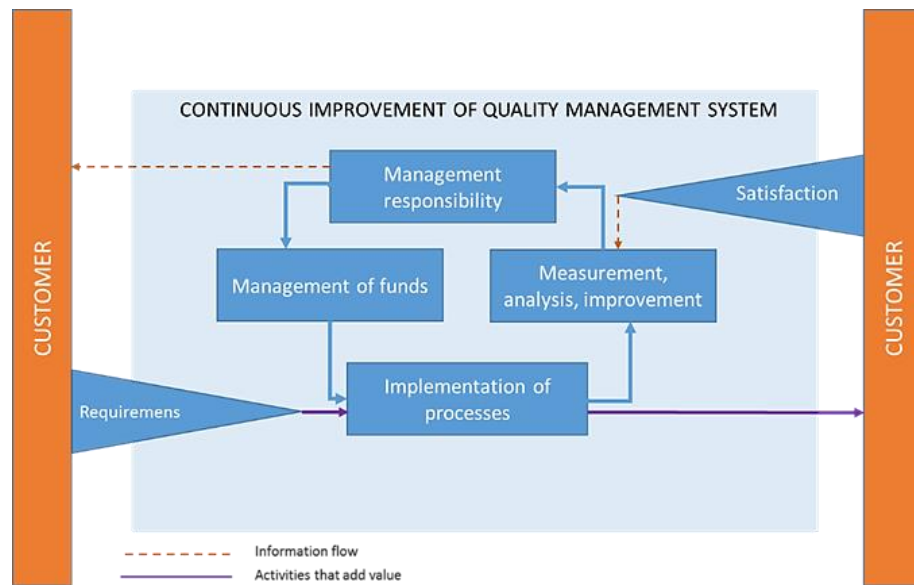 CONTINUOUS IMPROVEMENT OF QUALITY MANAGEMENT SYSTEM
CUSTOMER
Management
responsibility
Satisfaction
Management of funds
Measurement,
analysis, improvement
CUSTOMER
Requiremens
Implementation of
processes
Information flow
Activities that add value